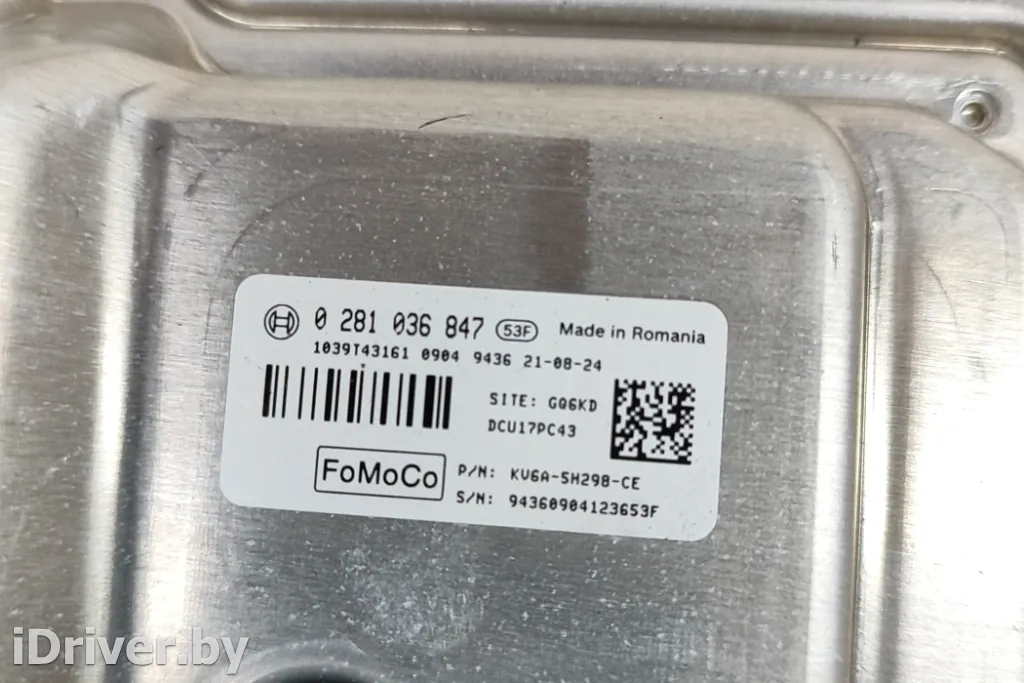 0 281 036 847 53F Made in Romania
1039T43161 0904 9436 21-08-24
SITE: GQ6KD
DCU17PC43
FoMoCo
P/N: KV6A-5H298-CE
S/N: 94360904123653F
iDriver.by